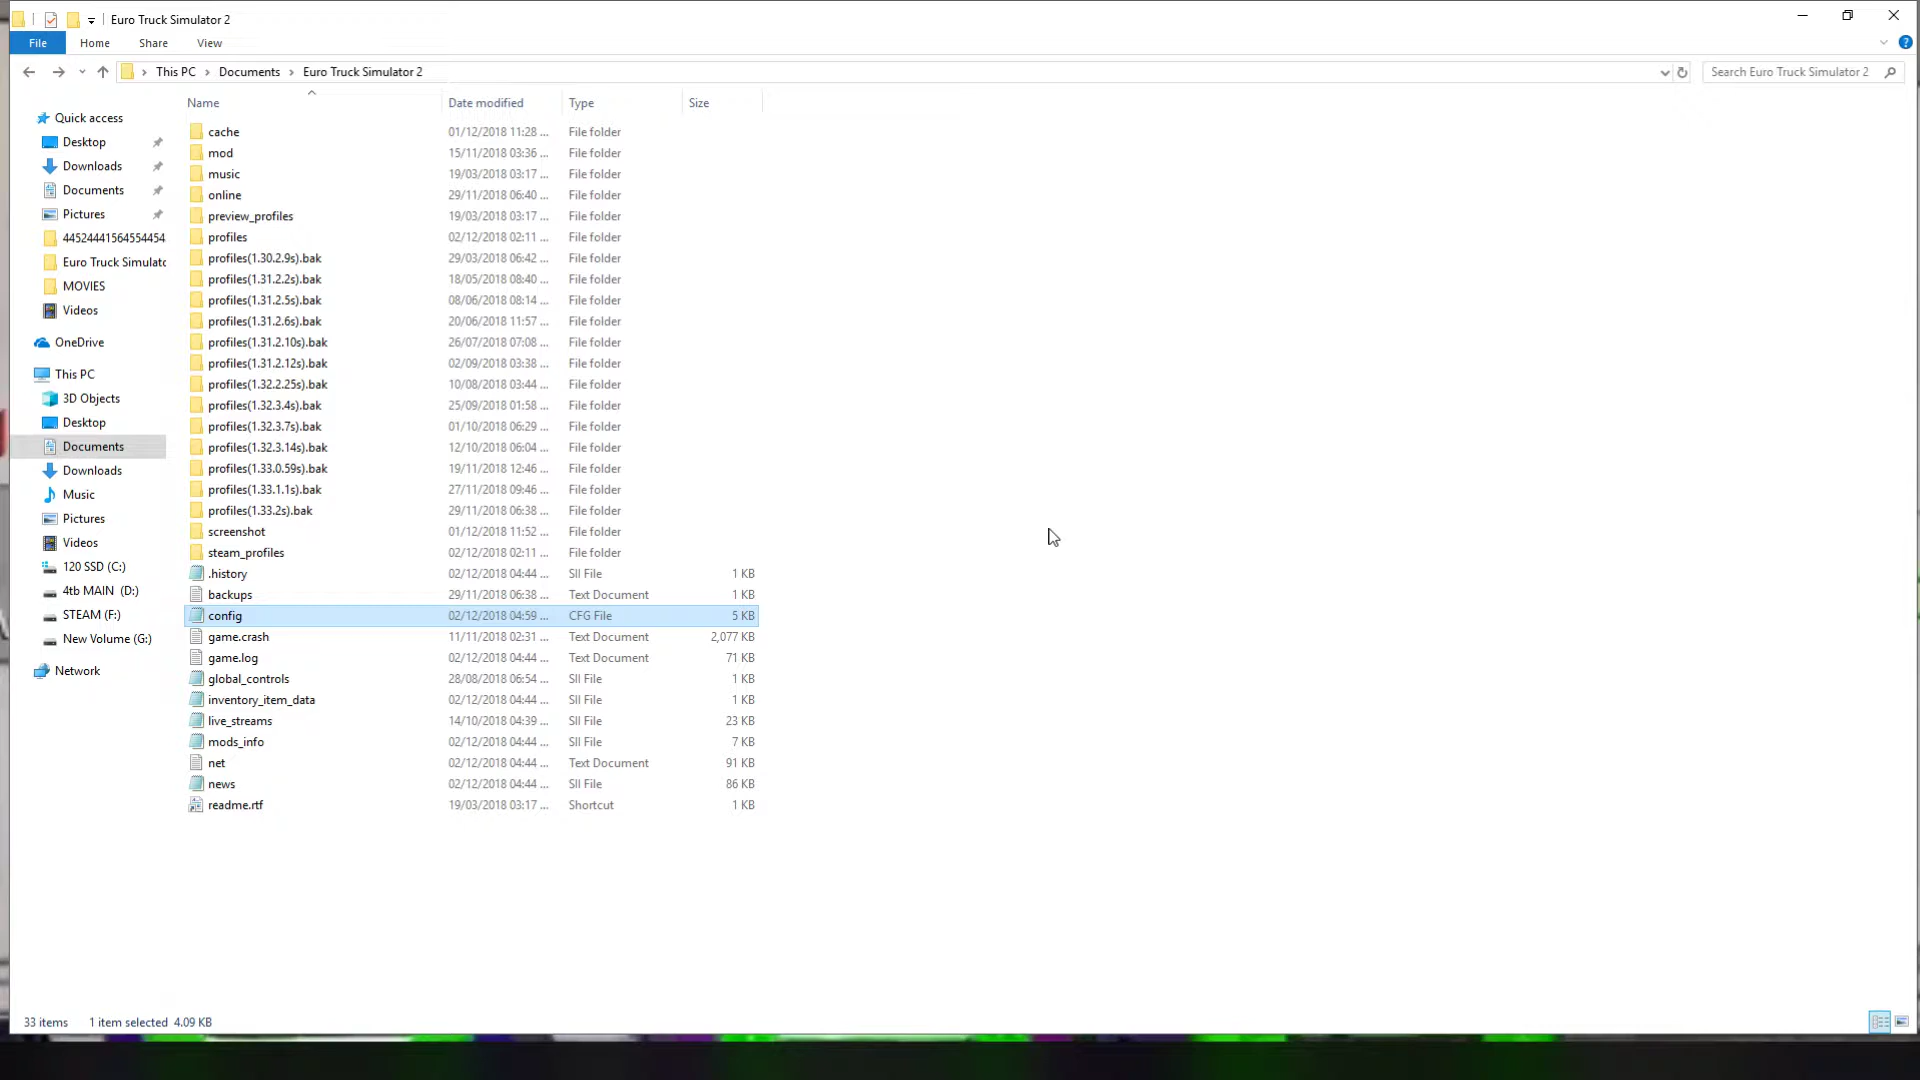 Euro Truck Simulator 2
File Home Share View
This PC Documents Euro Truck Simulator 2 Search Euro Truck Simulator 2
Name Date modified Type Size
Quick access
Desktop
Downloads
Documents
Pictures
44524441564554454
Euro Truck Simulato
MOVIES
Videos
OneDrive
This PC
3D Objects
Desktop
Documents
Downloads
Music
Pictures
Videos
120 SSD (C:)
4tb MAIN (D:)
STEAM (F:)
New Volume (G:)
Network
cache 01/12/2018 11:28 ... File folder
mod 15/11/2018 03:36 ... File folder
music 19/03/2018 03:17 ... File folder
online 29/11/2018 06:40 ... File folder
preview_profiles 19/03/2018 03:17 ... File folder
profiles 02/12/2018 02:11 ... File folder
profiles(1.30.2.9s).bak 29/03/2018 06:42 ... File folder
profiles(1.31.2.2s).bak 18/05/2018 08:40 ... File folder
profiles(1.31.2.5s).bak 08/06/2018 08:14 ... File folder
profiles(1.31.2.6s).bak 20/06/2018 11:57 ... File folder
profiles(1.31.2.10s).bak 26/07/2018 07:08 ... File folder
profiles(1.31.2.12s).bak 02/09/2018 03:38 ... File folder
profiles(1.32.2.25s).bak 10/08/2018 03:44 ... File folder
profiles(1.32.3.4s).bak 25/09/2018 01:58 ... File folder
profiles(1.32.3.7s).bak 01/10/2018 06:29 ... File folder
profiles(1.32.3.14s).bak 12/10/2018 06:04 ... File folder
profiles(1.33.0.59s).bak 19/11/2018 12:46 ... File folder
profiles(1.33.1.1s).bak 27/11/2018 09:46 ... File folder
profiles(1.33.2s).bak 29/11/2018 06:38 ... File folder
screenshot 01/12/2018 11:52 ... File folder
steam_profiles 02/12/2018 02:11 ... File folder
.history 02/12/2018 04:44 ... SII File 1 KB
backups 29/11/2018 06:38 ... Text Document 1 KB
config 02/12/2018 04:59 ... CFG File 5 KB
game.crash 11/11/2018 02:31 ... Text Document 2,077 KB
game.log 02/12/2018 04:44 ... Text Document 71 KB
global_controls 28/08/2018 06:54 ... SII File 1 KB
inventory_item_data 02/12/2018 04:44 ... SII File 1 KB
live_streams 14/10/2018 04:39 ... SII File 23 KB
mods_info 02/12/2018 04:44 ... SII File 7 KB
net 02/12/2018 04:44 ... Text Document 91 KB
news 02/12/2018 04:44 ... SII File 86 KB
readme.rtf 19/03/2018 03:17 ... Shortcut 1 KB
33 items 1 item selected 4.09 KB